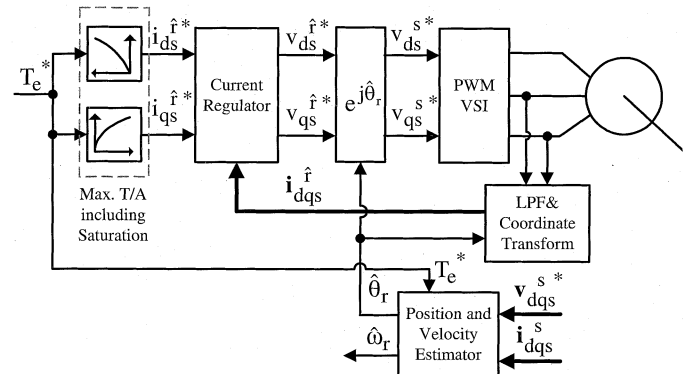 T_e^*
i_ds^r̂*
i_qs^r̂*
Max. T/A
including
Saturation
Current
Regulator
v_ds^r̂*
v_qs^r̂*
e^jθ̂_r
v_ds^s*
v_qs^s*
PWM
VSI
i_dqs^r̂
LPF&
Coordinate
Transform
θ̂_r
T_e^*
ω̂_r
Position and
Velocity
Estimator
v_dqs^s*
i_dqs^s